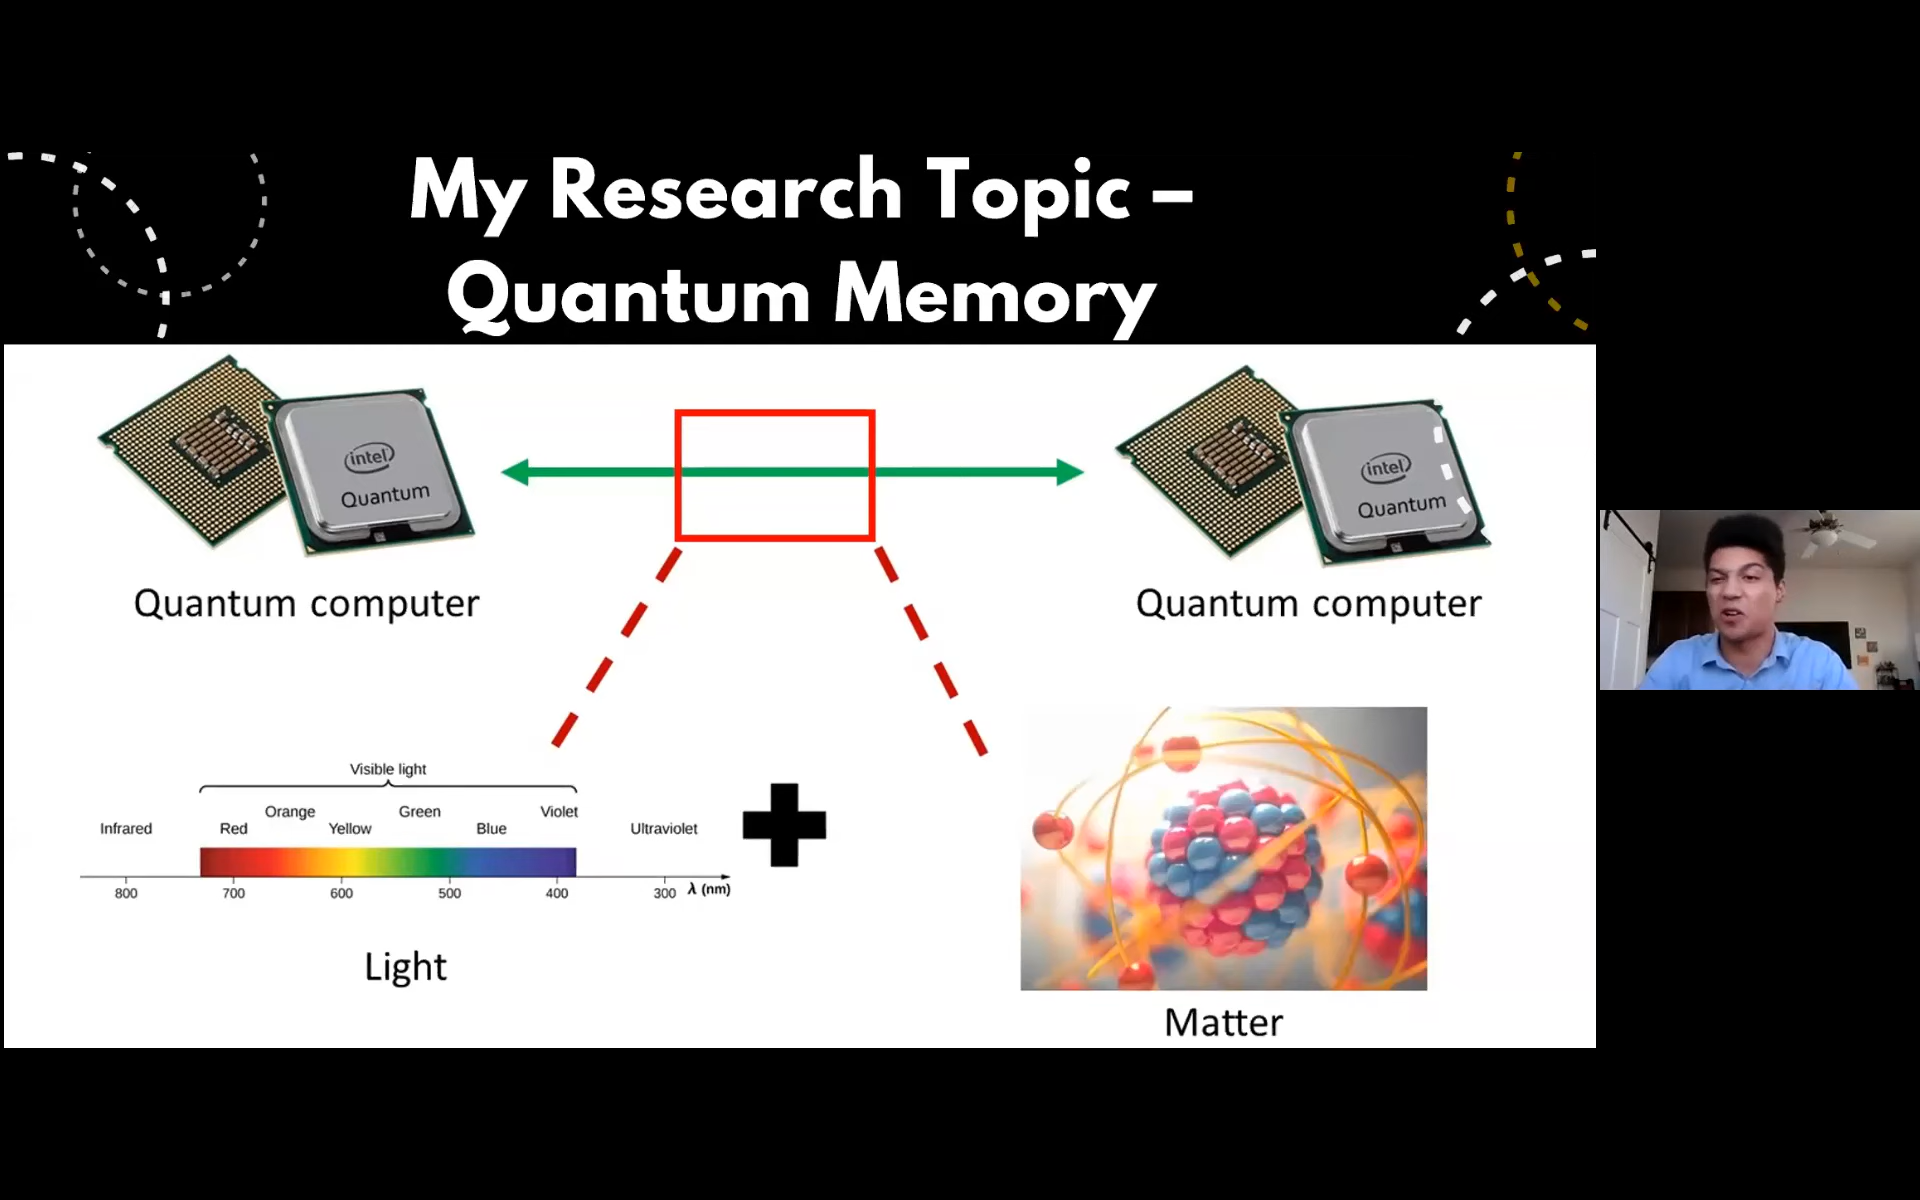 My Research Topic –
Quantum Memory
intel
Quantum
intel
Quantum
Quantum computer
Quantum computer
Visible light
Infrared
Red
Orange
Yellow
Green
Blue
Violet
Ultraviolet
800
700
600
500
400
300
λ (nm)
Light
Matter